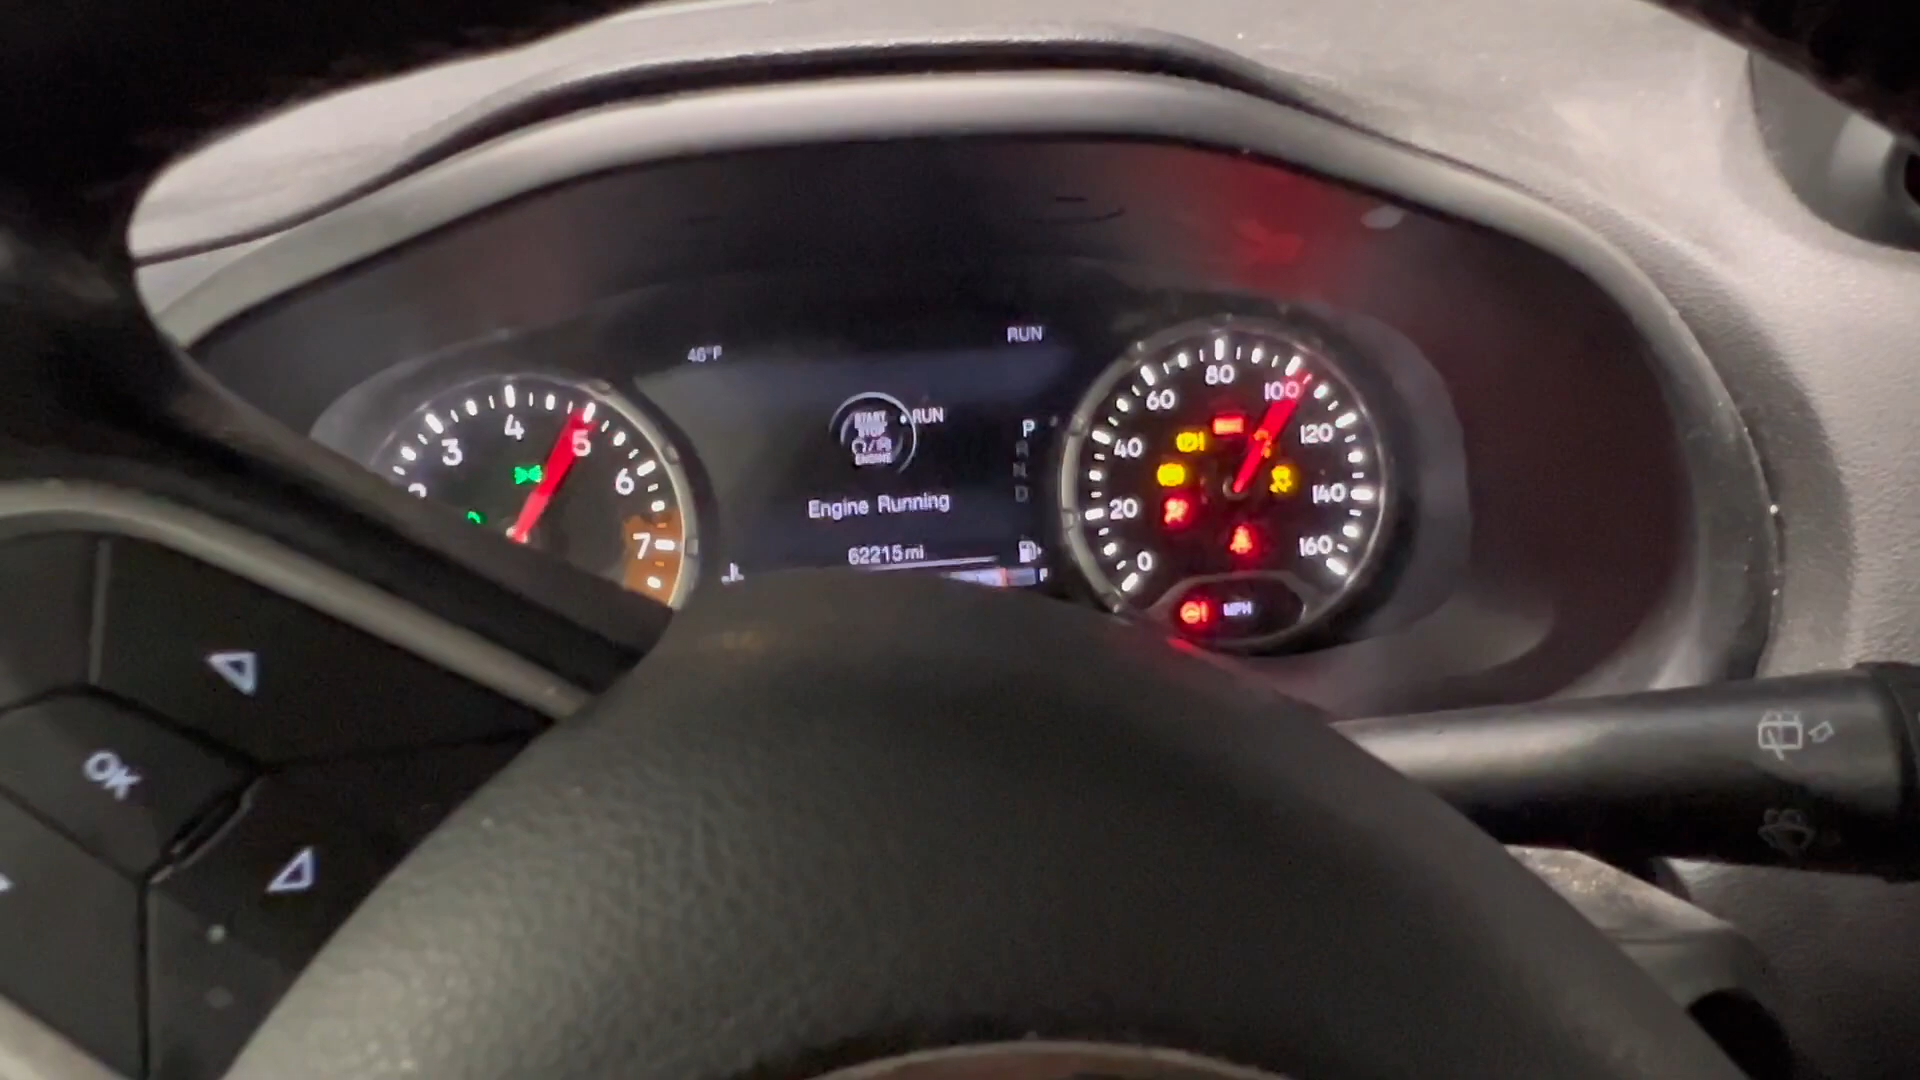 46°F
RUN
START
STOP
ENGINE
RUN
Engine Running
62215 mi
P
R
N
D
F
3
4
5
6
7
0
20
40
60
80
100
120
140
160
MPH
OK